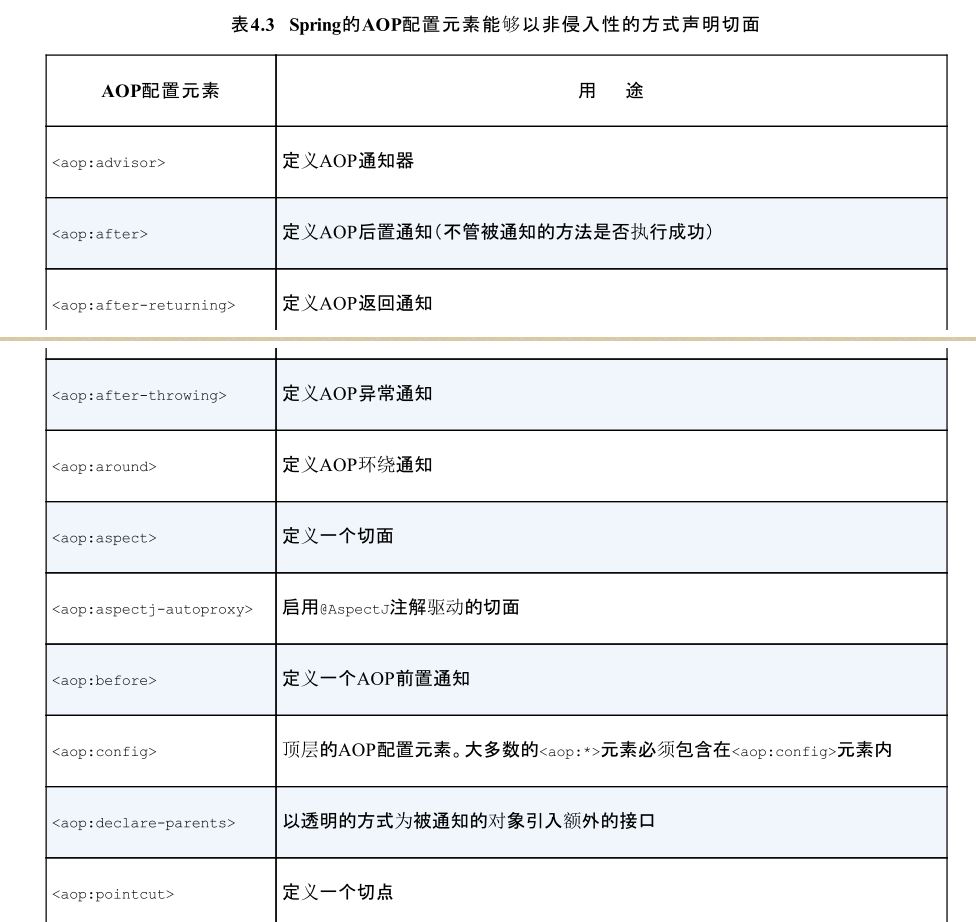 表4.3 Spring的AOP配置元素能够以非侵入性的方式声明切面
AOP配置元素 用 途
<aop:advisor> 定义AOP通知器
<aop:after> 定义AOP后置通知(不管被通知的方法是否执行成功)
<aop:after-returning> 定义AOP返回通知
<aop:after-throwing> 定义AOP异常通知
<aop:around> 定义AOP环绕通知
<aop:aspect> 定义一个切面
<aop:aspectj-autoproxy> 启用@AspectJ注解驱动的切面
<aop:before> 定义一个AOP前置通知
<aop:config> 顶层的AOP配置元素。大多数的<aop:*>元素必须包含在<aop:config>元素内
<aop:declare-parents> 以透明的方式为被通知的对象引入额外的接口
<aop:pointcut> 定义一个切点